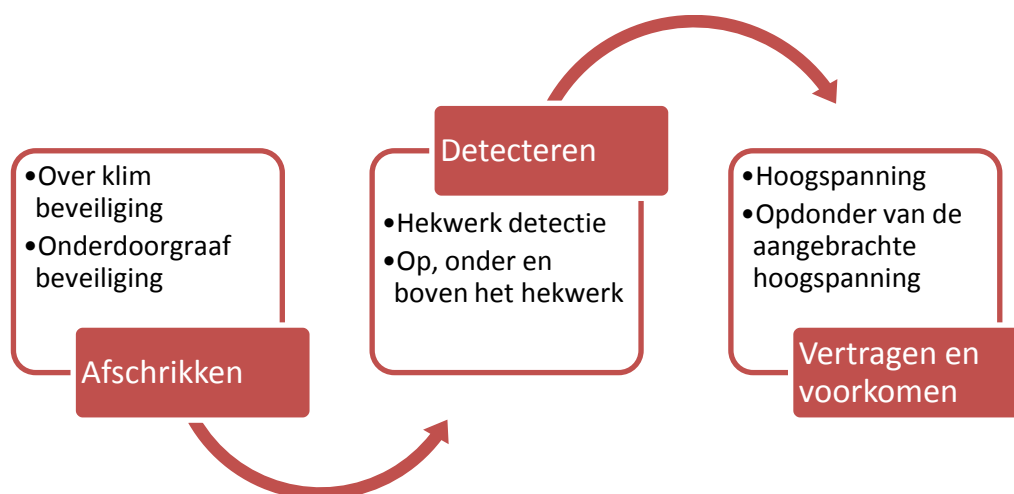 •Over klim
beveiliging
•Onderdoorgraaf
beveiliging
Afschrikken
Detecteren
•Hekwerk detectie
•Op, onder en
boven het hekwerk
•Hoogspanning
•Opdonder van de
aangebrachte
hoogspanning
Vertragen en
voorkomen